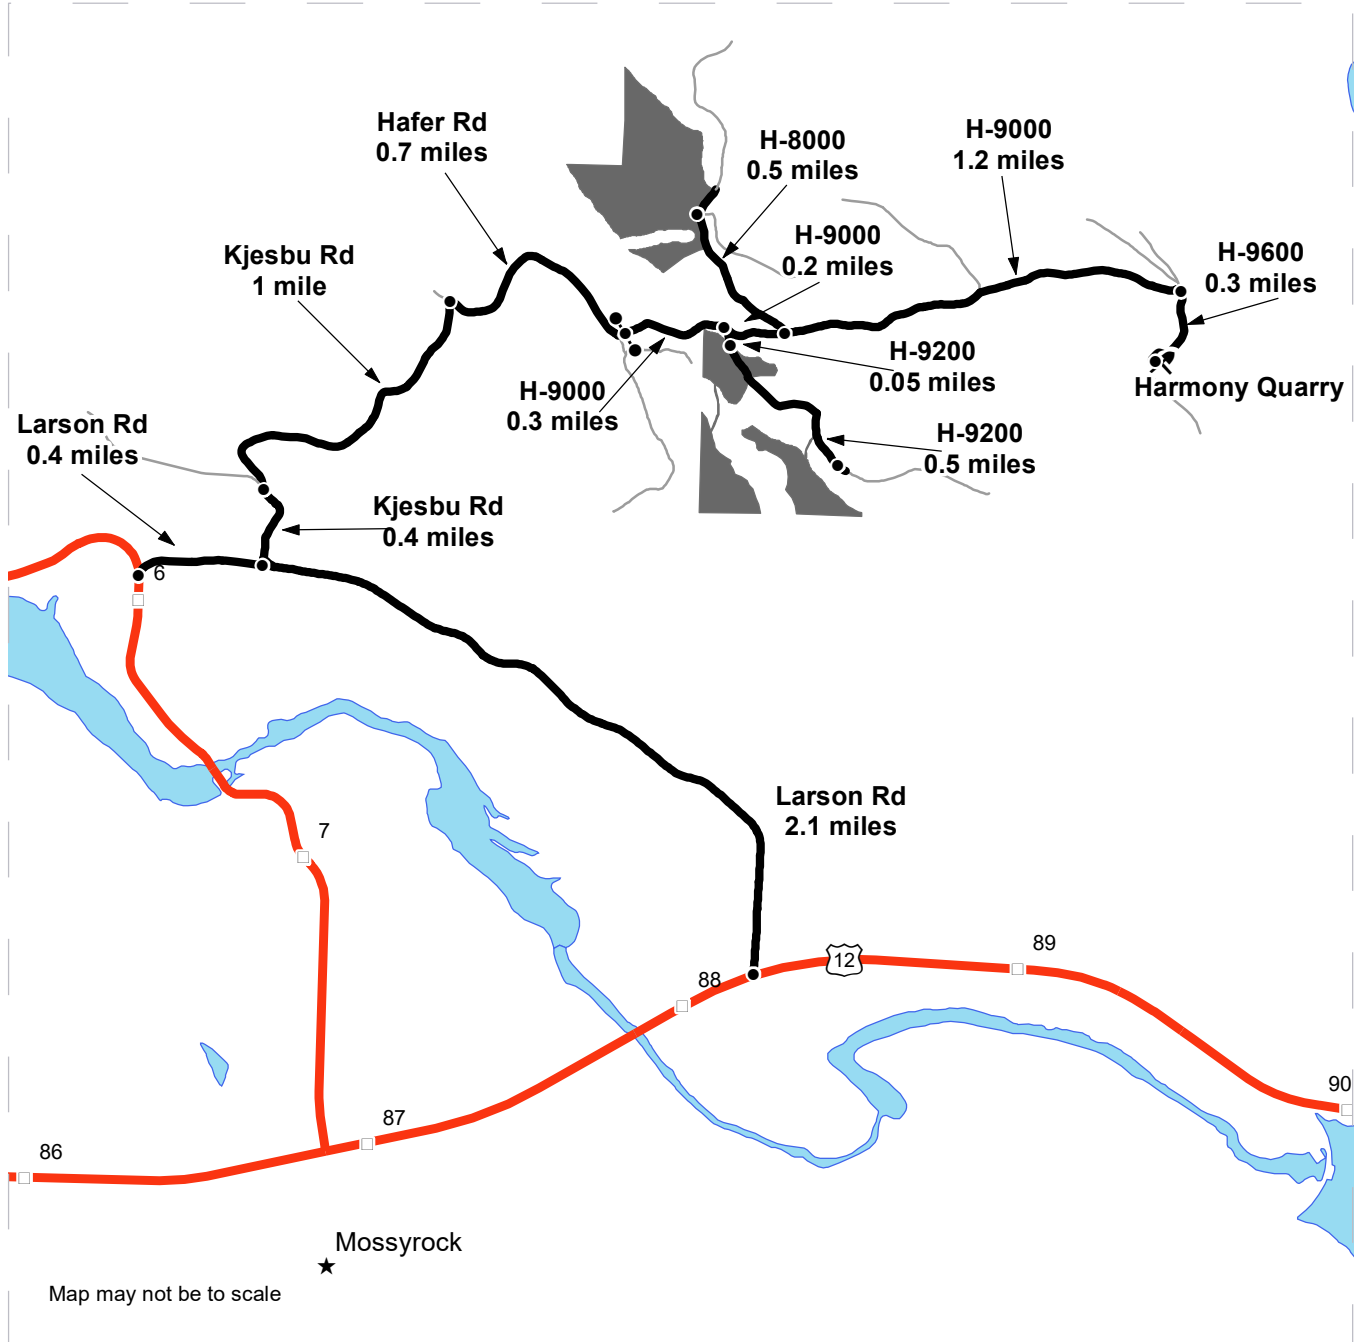 Hafer Rd
0.7 miles
H-8000
0.5 miles
H-9000
1.2 miles
Kjesbu Rd
1 mile
H-9000
0.2 miles
H-9600
0.3 miles
H-9200
0.05 miles
Harmony Quarry
H-9000
0.3 miles
Larson Rd
0.4 miles
H-9200
0.5 miles
Kjesbu Rd
0.4 miles
6
Larson Rd
2.1 miles
7
89
12
88
90
87
86
Mossyrock
Map may not be to scale